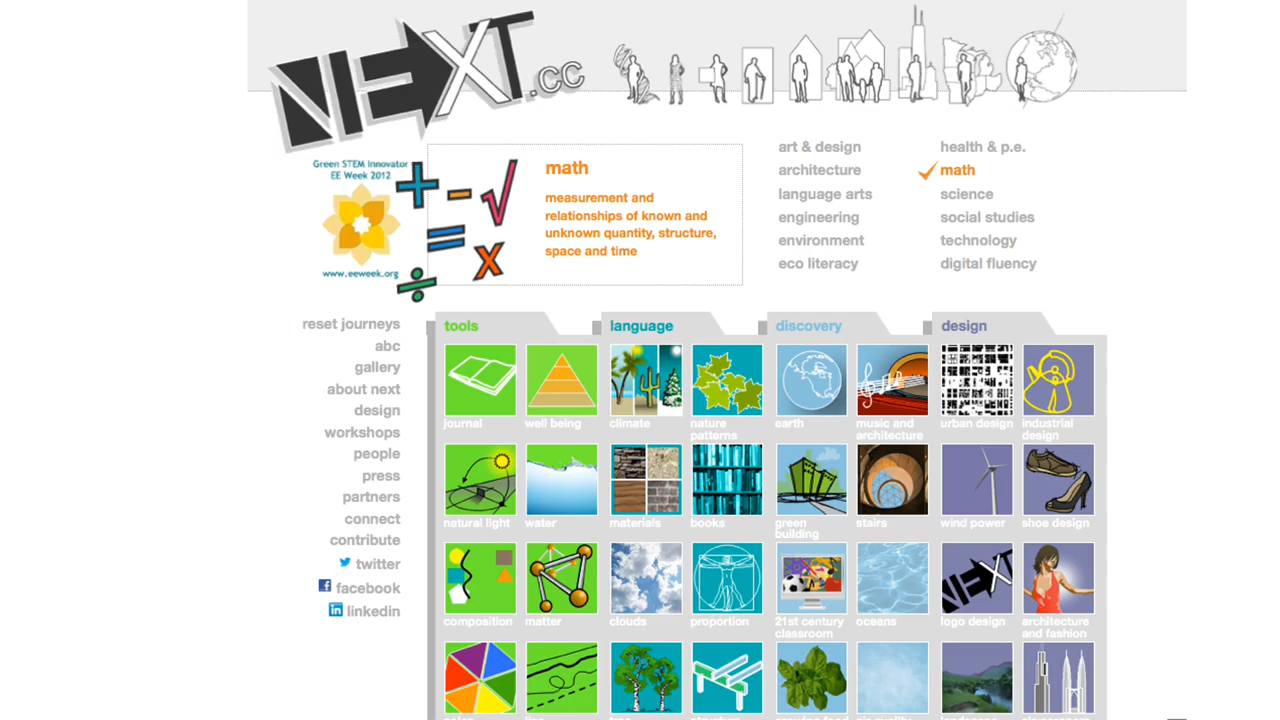 NEXT.cc
Green STEM Innovator
EE Week 2012
www.eeweek.org
math
measurement and
relationships of known and
unknown quantity, structure,
space and time
art & design
architecture
language arts
engineering
environment
eco literacy
health & p.e.
math
science
social studies
technology
digital fluency
reset journeys
abc
gallery
about next
design
workshops
people
press
partners
connect
contribute
twitter
facebook
linkedin
tools
language
discovery
design
journal
well being
climate
nature
patterns
earth
music and
architecture
urban design
industrial
design
natural light
water
materials
books
green
building
stairs
wind power
shoe design
composition
matter
clouds
proportion
21st century
classroom
oceans
NEXT
logo design
architecture
and fashion